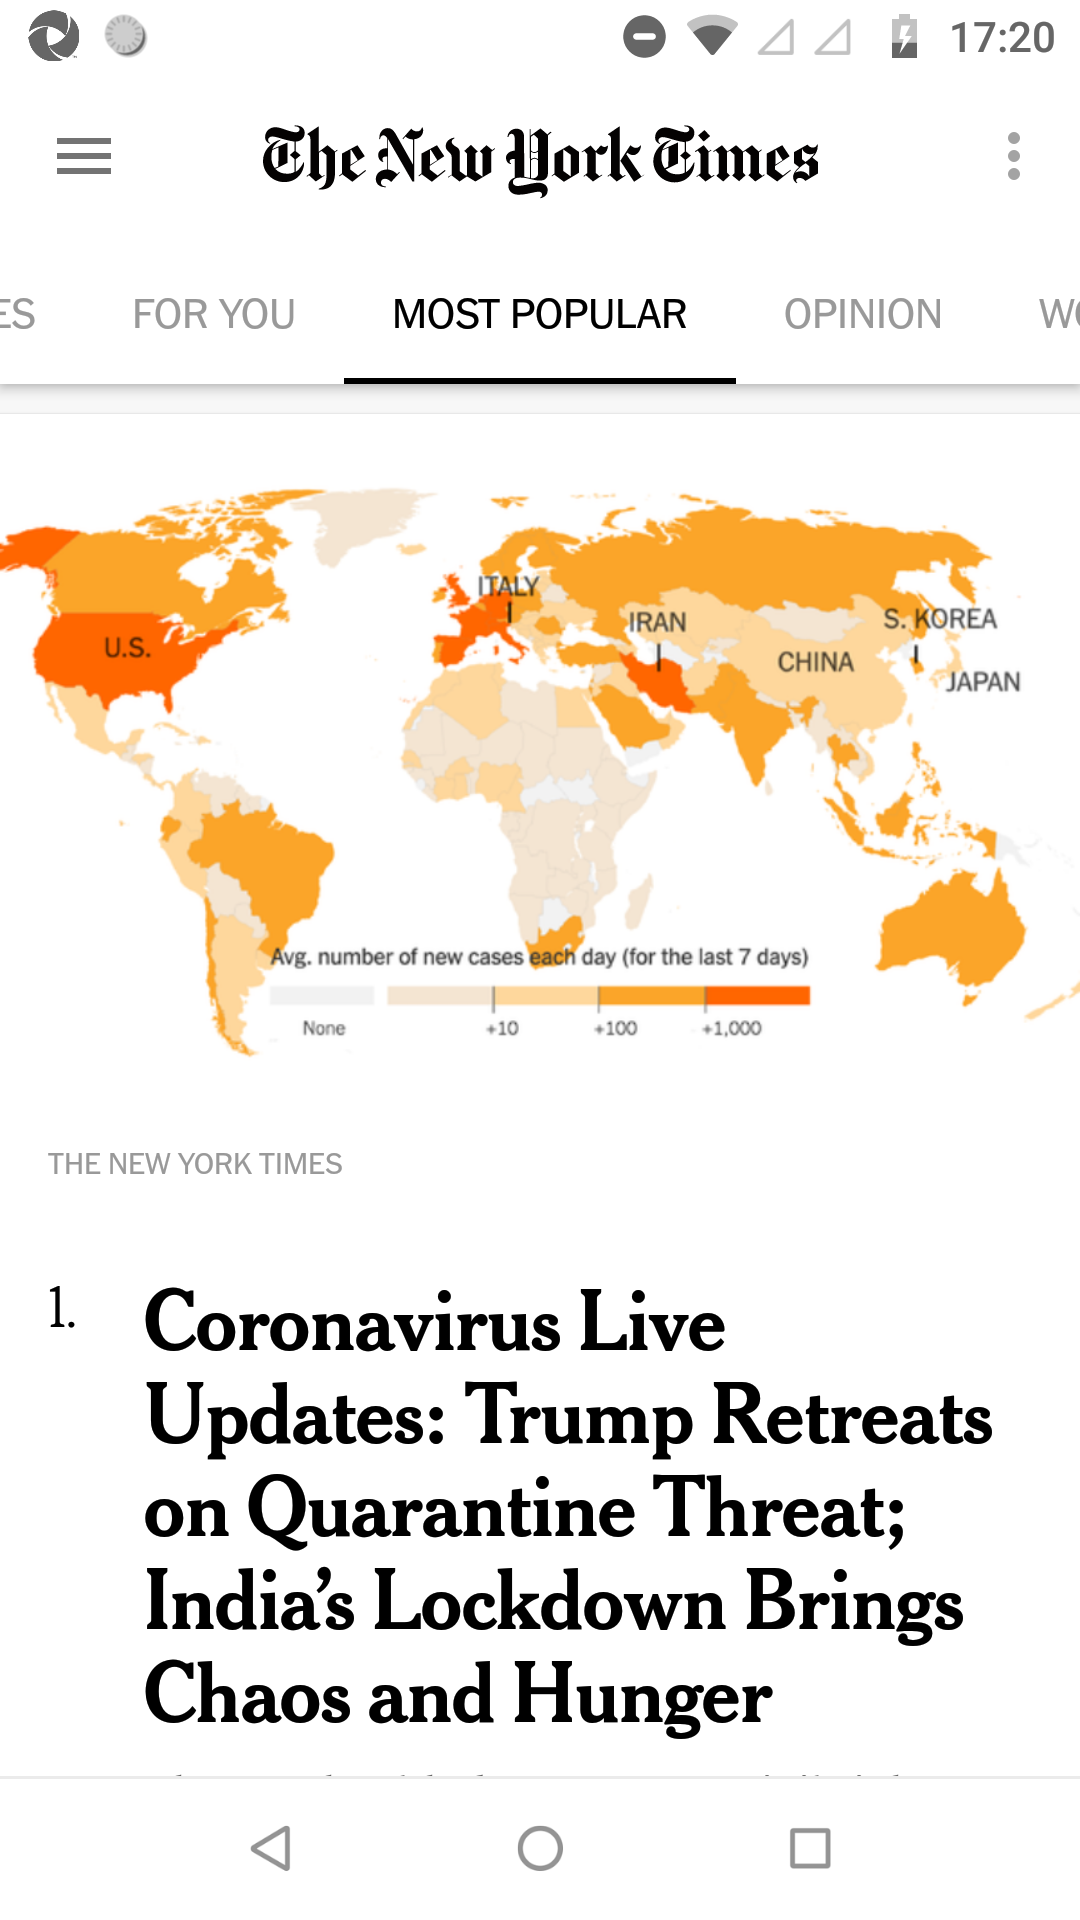 17:20
The New York Times
ES FOR YOU MOST POPULAR OPINION WO
ITALY
IRAN
S. KOREA
U.S.
CHINA
JAPAN
Avg. number of new cases each day (for the last 7 days)
None +10 +100 +1,000
THE NEW YORK TIMES
1. Coronavirus Live
Updates: Trump Retreats
on Quarantine Threat;
India’s Lockdown Brings
Chaos and Hunger